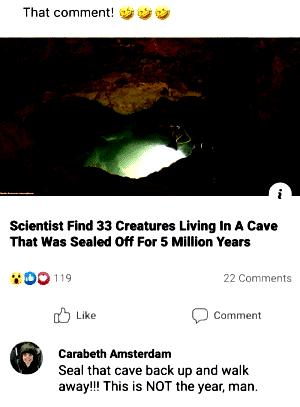 That comment! 🤣🤣🤣
Scientist Find 33 Creatures Living In A Cave
That Was Sealed Off For 5 Million Years
119
22 Comments
Like
Comment
Carabeth Amsterdam
Seal that cave back up and walk
away!!! This is NOT the year, man.